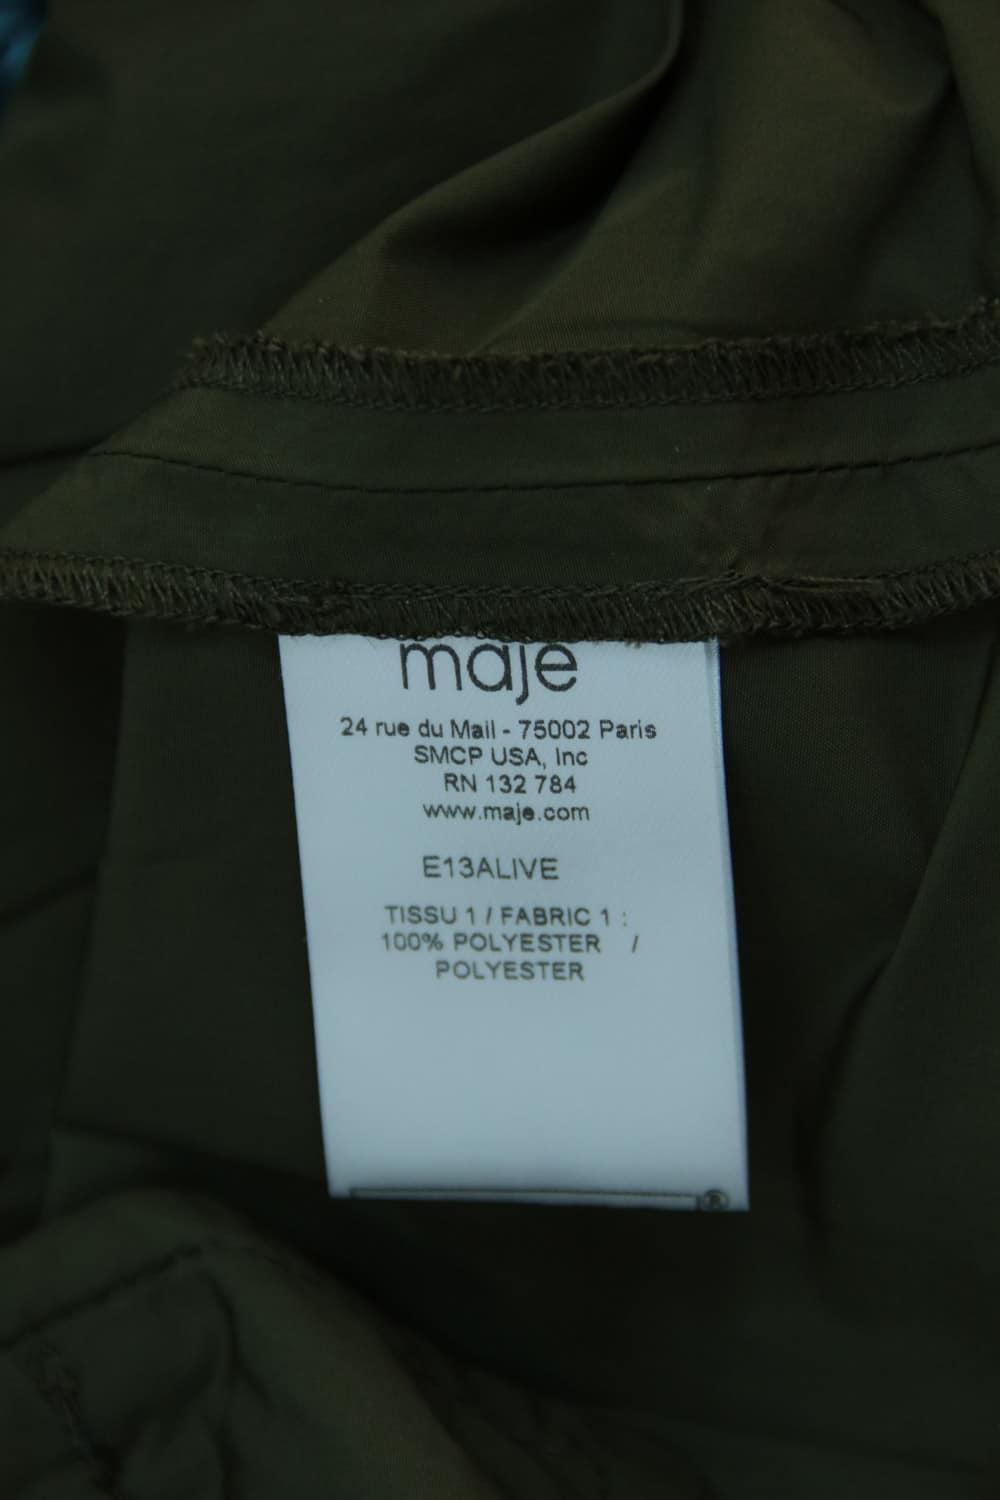 maje
24 rue du Mail - 75002 Paris
SMCP USA, Inc
RN 132 784
www.maje.com
E13ALIVE
TISSU 1 / FABRIC 1 :
100% POLYESTER /
POLYESTER
®